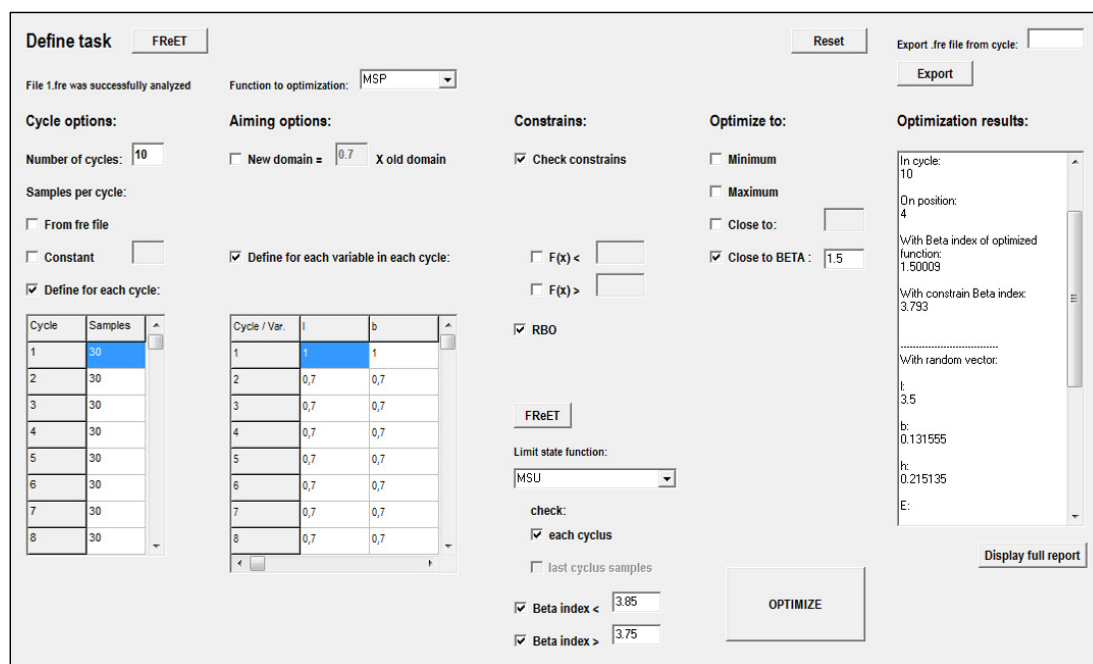 Define task
FReET
Reset
Export .fre file from cycle:
File 1.fre was successfully analyzed
Function to optimization:
MSP
Export
Cycle options:
Aiming options:
Constrains:
Optimize to:
Optimization results:
Number of cycles: 10
New domain = 0.7 X old domain
Check constrains
Minimum
Samples per cycle:
Maximum
From fre file
Close to:
Constant
Define for each variable in each cycle:
F(x) <
Close to BETA : 1.5
Define for each cycle:
F(x) >
RBO
Cycle Samples
1 30
2 30
3 30
4 30
5 30
6 30
7 30
8 30
Cycle / Var. l b
1 1 1
2 0,7 0,7
3 0,7 0,7
4 0,7 0,7
5 0,7 0,7
6 0,7 0,7
7 0,7 0,7
8 0,7 0,7
FReET
Limit state function:
MSU
check:
each cyclus
last cyclus samples
Beta index < 3.85
Beta index > 3.75
OPTIMIZE
In cycle:
10
On position:
4
With Beta index of optimized
function:
1.50009
With constrain Beta index:
3.793
------------------------------
With random vector:
l:
3.5
b:
0.131555
h:
0.215135
E:
Display full report